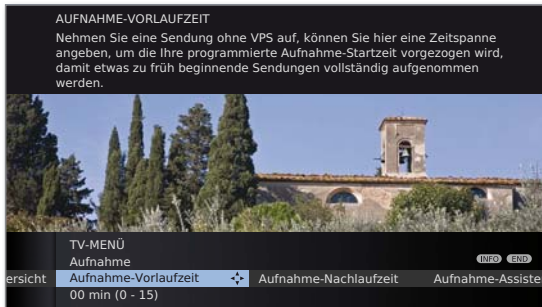 AUFNAHME-VORLAUFZEIT
Nehmen Sie eine Sendung ohne VPS auf, können Sie hier eine Zeitspanne
angeben, um die Ihre programmierte Aufnahme-Startzeit vorgezogen wird,
damit etwas zu früh beginnende Sendungen vollständig aufgenommen
werden.
TV-MENÜ
Aufnahme
INFO END
ersicht Aufnahme-Vorlaufzeit Aufnahme-Nachlaufzeit Aufnahme-Assiste
00 min (0 - 15)